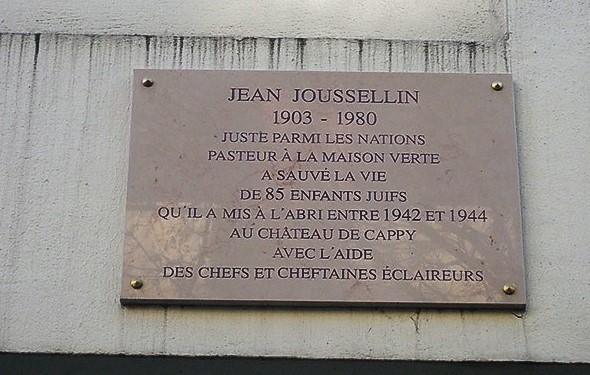 JEAN JOUSSELLIN
1903 - 1980
JUSTE PARMI LES NATIONS
PASTEUR À LA MAISON VERTE
A SAUVÉ LA VIE
DE 85 ENFANTS JUIFS
QU'IL A MIS À L'ABRI ENTRE 1942 ET 1944
AU CHÂTEAU DE CAPPY
AVEC L'AIDE
DES CHEFS ET CHEFTAINES ÉCLAIREURS